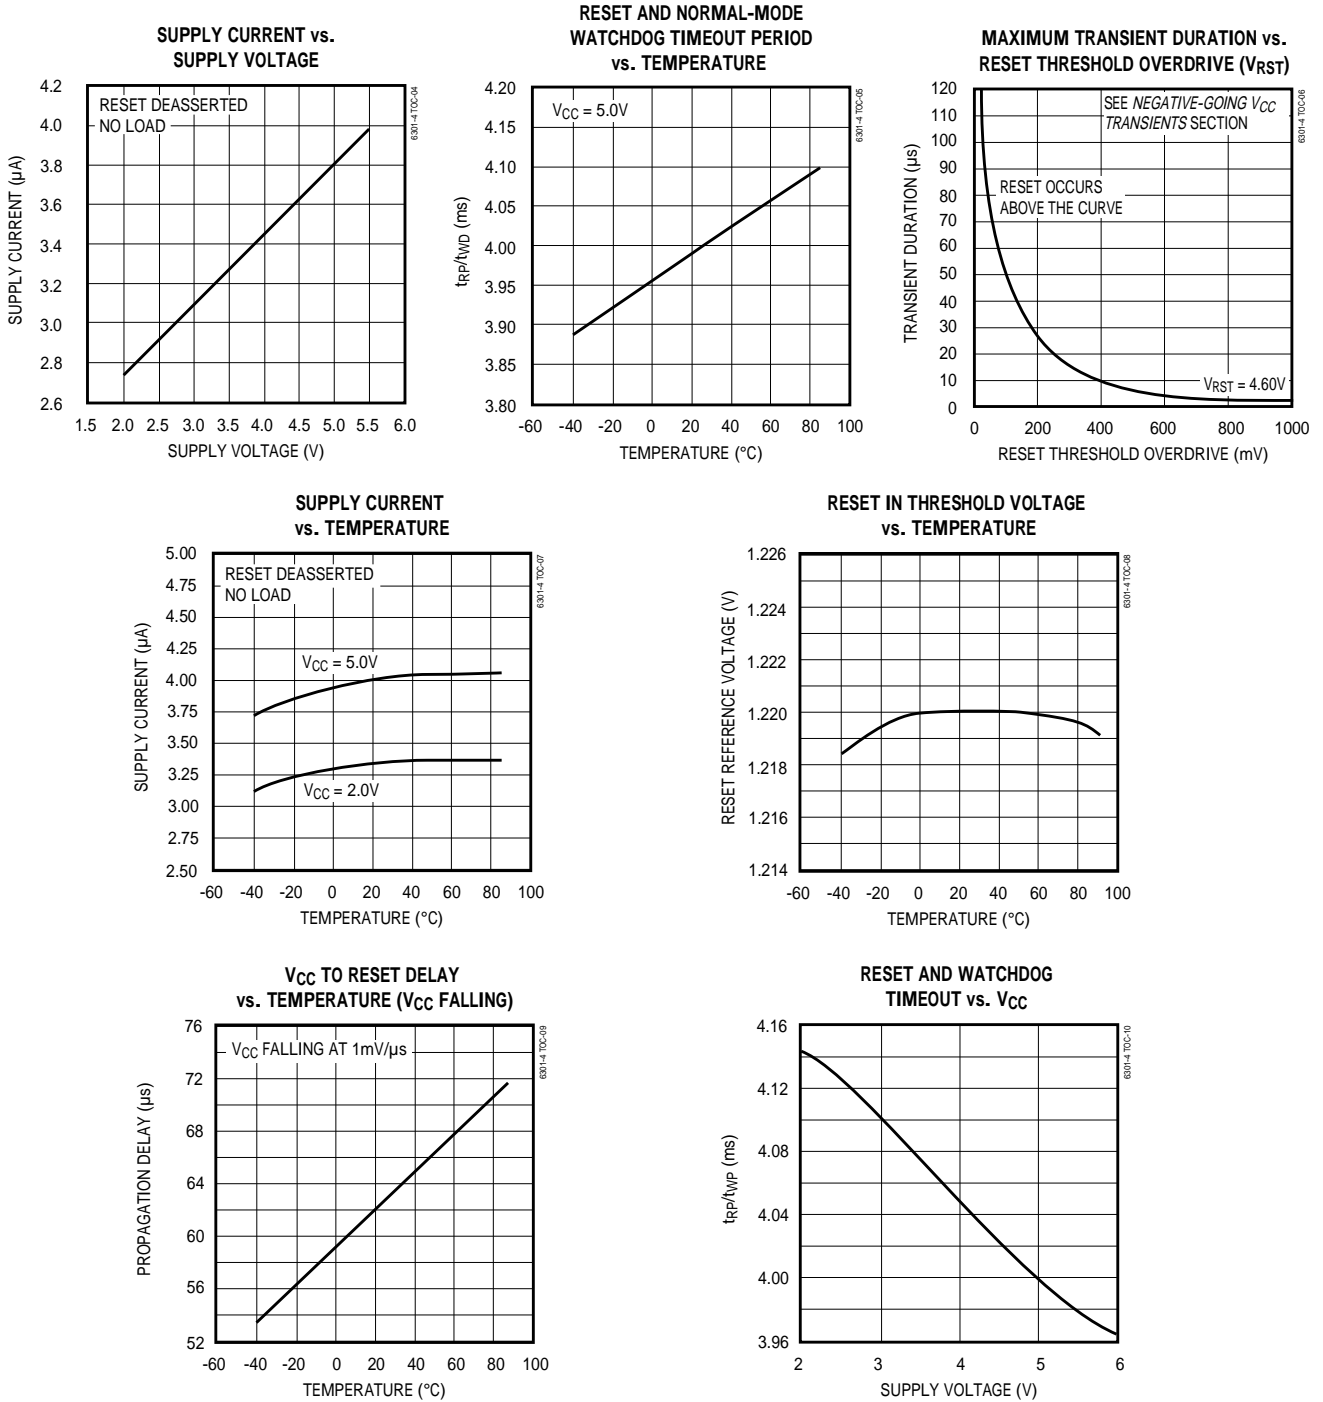 SUPPLY CURRENT vs.
SUPPLY VOLTAGE
4.2
4.0
3.8
3.6
3.4
3.2
3.0
2.8
2.6
SUPPLY CURRENT (µA)
RESET DEASSERTED
NO LOAD
6301-4 TOC-04
1.5 2.0 2.5 3.0 3.5 4.0 4.5 5.0 5.5 6.0
SUPPLY VOLTAGE (V)
RESET AND NORMAL-MODE
WATCHDOG TIMEOUT PERIOD
vs. TEMPERATURE
4.20
4.15
4.10
4.05
4.00
3.95
3.90
3.85
3.80
tRP/tWD (ms)
VCC = 5.0V
6301-4 TOC-05
-60 -40 -20 0 20 40 60 80 100
TEMPERATURE (°C)
MAXIMUM TRANSIENT DURATION vs.
RESET THRESHOLD OVERDRIVE (VRST)
120
110
100
90
80
70
60
50
40
30
20
10
0
TRANSIENT DURATION (µs)
SEE NEGATIVE-GOING VCC
TRANSIENTS SECTION
RESET OCCURS
ABOVE THE CURVE
VRST = 4.60V
6301-4 TOC-06
0 200 400 600 800 1000
RESET THRESHOLD OVERDRIVE (mV)
SUPPLY CURRENT
vs. TEMPERATURE
5.00
4.75
4.50
4.25
4.00
3.75
3.50
3.25
3.00
2.75
2.50
SUPPLY CURRENT (µA)
RESET DEASSERTED
NO LOAD
VCC = 5.0V
VCC = 2.0V
6301-4 TOC-07
-60 -40 -20 0 20 40 60 80 100
TEMPERATURE (°C)
RESET IN THRESHOLD VOLTAGE
vs. TEMPERATURE
1.226
1.224
1.222
1.220
1.218
1.216
1.214
RESET REFERENCE VOLTAGE (V)
6301-4 TOC-08
-60 -40 -20 0 20 40 60 80 100
TEMPERATURE (°C)
VCC TO RESET DELAY
vs. TEMPERATURE (VCC FALLING)
76
72
68
64
60
56
52
PROPAGATION DELAY (µs)
VCC FALLING AT 1mV/µs
6301-4 TOC-09
-60 -40 -20 0 20 40 60 80 100
TEMPERATURE (°C)
RESET AND WATCHDOG
TIMEOUT vs. VCC
4.16
4.12
4.08
4.04
4.00
3.96
tRP/tWP (ms)
6301-4 TOC-10
2 3 4 5 6
SUPPLY VOLTAGE (V)